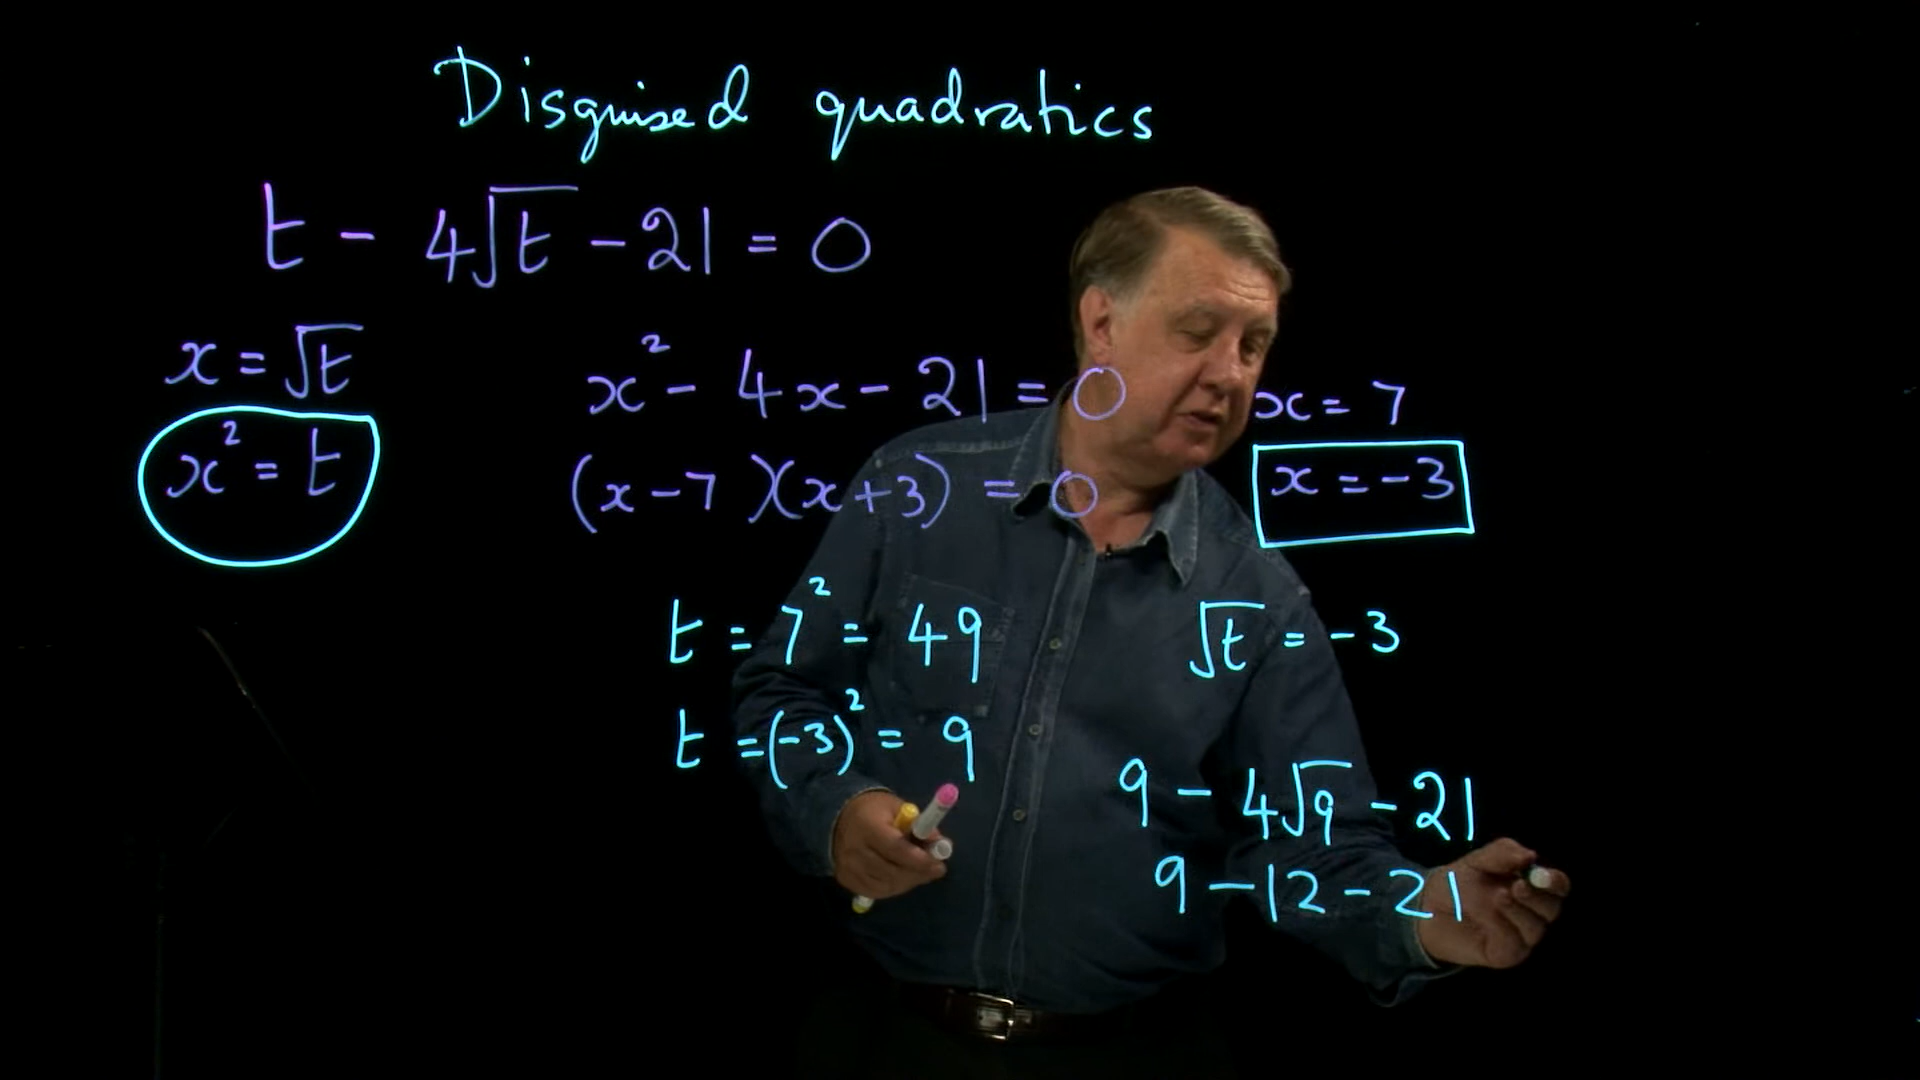 Disguised quadratics
t - 4√t - 21 = 0
x = √t
x² = t
x² - 4x - 21 = 0
(x - 7)(x + 3) = 0
x = 7
x = -3
t = 7² = 49
t = (-3)² = 9
√t = -3
9 - 4√9 - 21
9 - 12 - 21